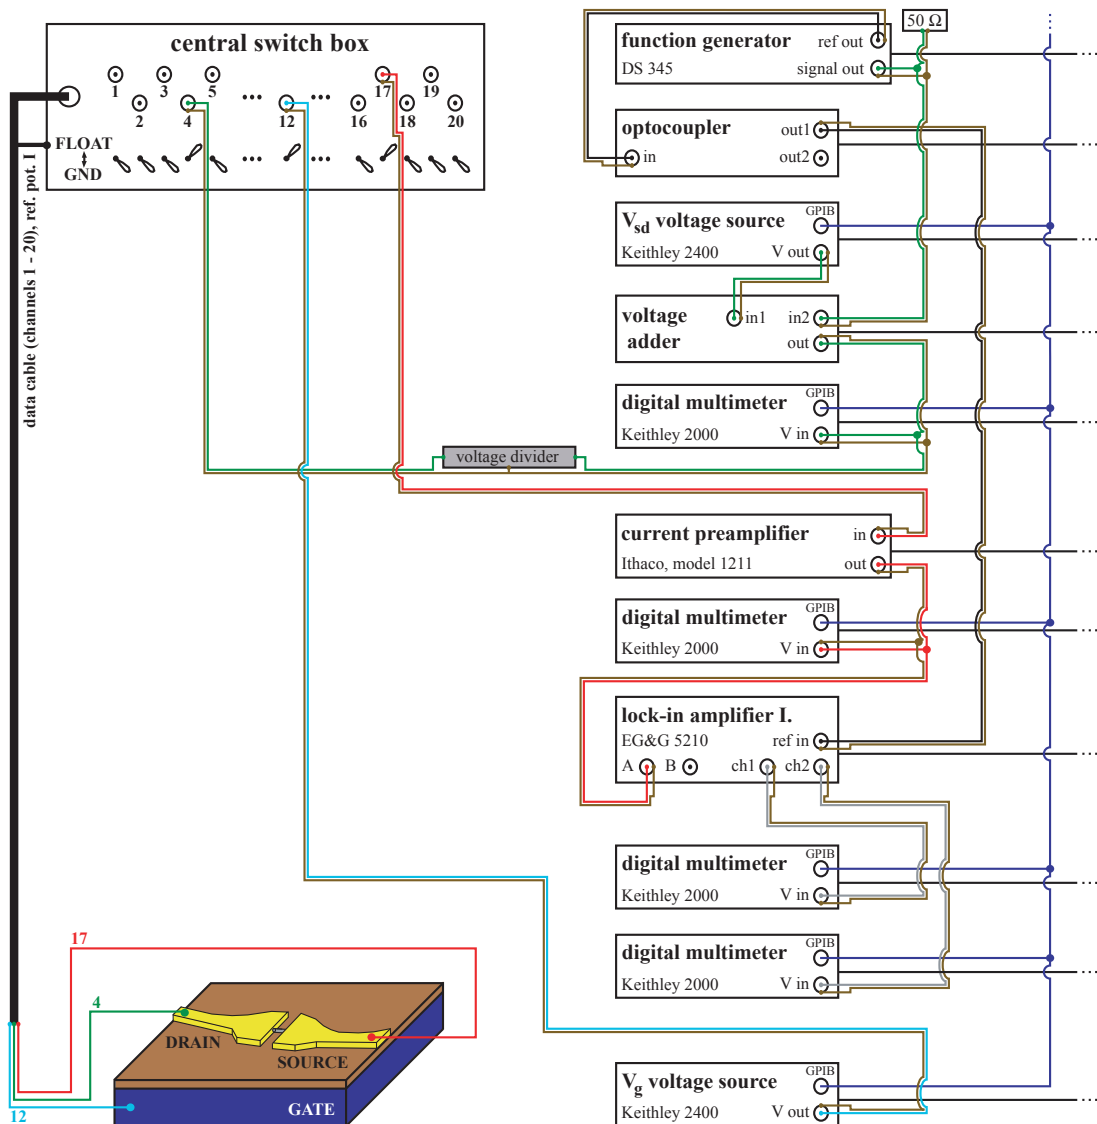 central switch box
1 3 5 17 19
2 4 ... 12 ... 16 18 20
FLOAT
GND
data cable (channels 1 - 20), ref. pot. I
50 Ω
function generator
ref out
DS 345
signal out
optocoupler
out1
in
out2
Vsd voltage source
GPIB
Keithley 2400
V out
voltage
adder
in1
in2
out
digital multimeter
GPIB
Keithley 2000
V in
voltage divider
current preamplifier
in
Ithaco, model 1211
out
digital multimeter
GPIB
Keithley 2000
V in
lock-in amplifier I.
EG&G 5210
ref in
A B ch1 ch2
digital multimeter
GPIB
Keithley 2000
V in
digital multimeter
GPIB
Keithley 2000
V in
Vg voltage source
GPIB
Keithley 2400
V out
17
4
DRAIN
SOURCE
GATE
12